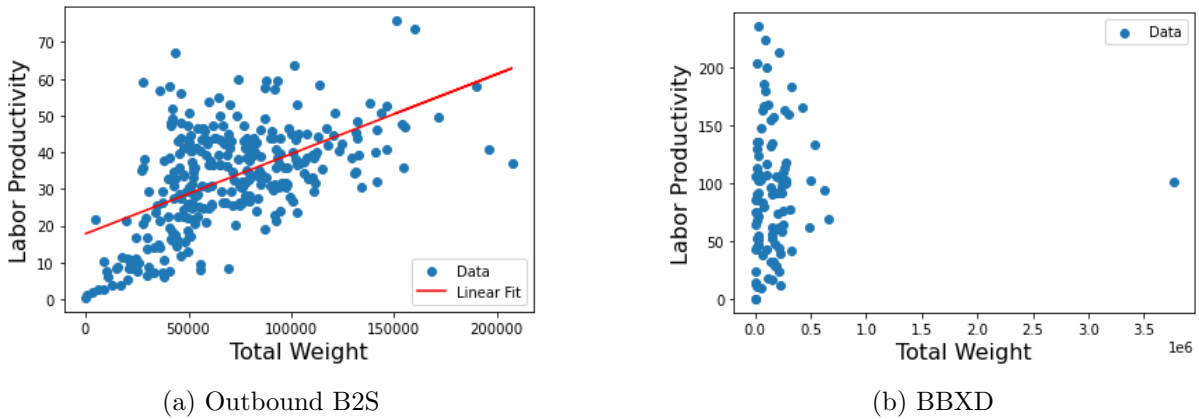 70
60
50
40
30
20
10
0
Labor Productivity
Data
Linear Fit
0 50000 100000 150000 200000
Total Weight
(a) Outbound B2S
200
150
100
50
0
Labor Productivity
Data
0.0 0.5 1.0 1.5 2.0 2.5 3.0 3.5
1e6
Total Weight
(b) BBXD